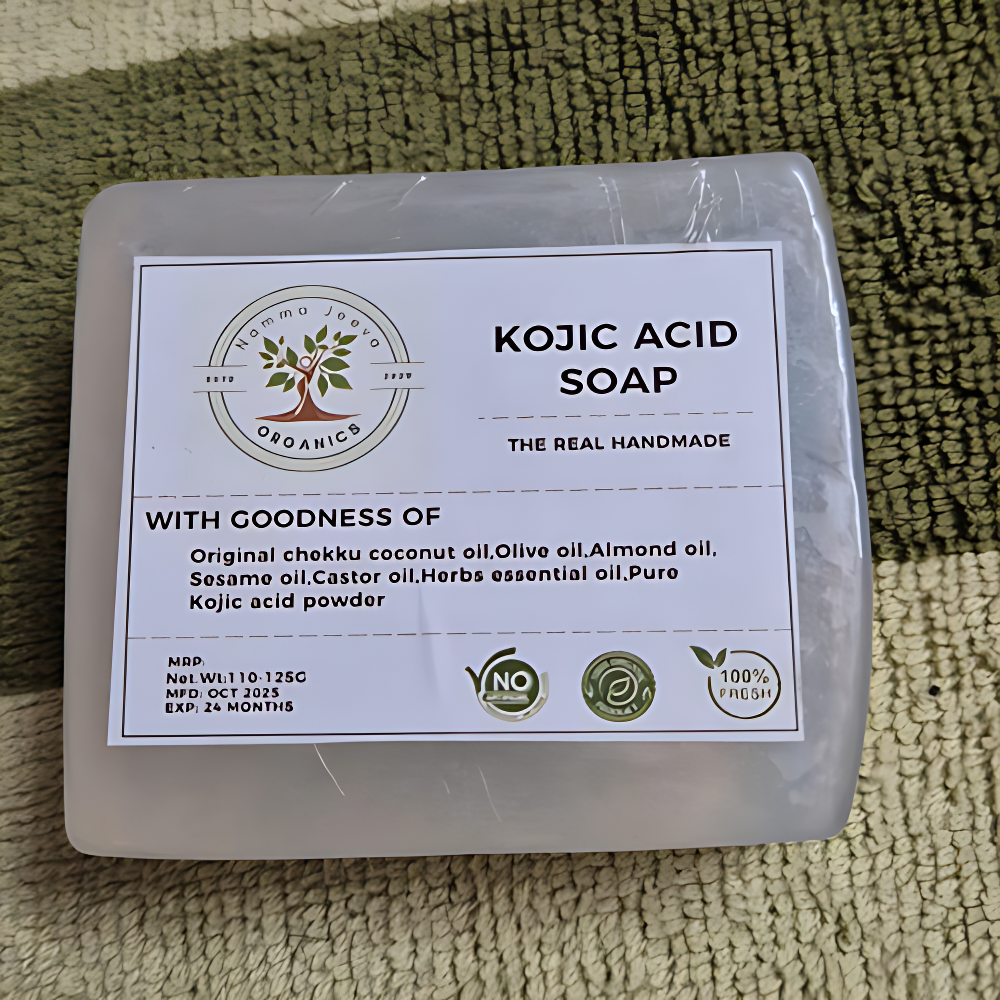 Namma Jeeva
ORGANICS
KOJIC ACID
SOAP
THE REAL HANDMADE
WITH GOODNESS OF
Original chekku coconut oil,Olive oil,Almond oil,
Sesame oil,Castor oil,Herbs essential oil,Pure
Kojic acid powder
MRP:
Net.Wt:110-125G
MFD: OCT 2025
EXP: 24 MONTHS
NO
100%
FRESH